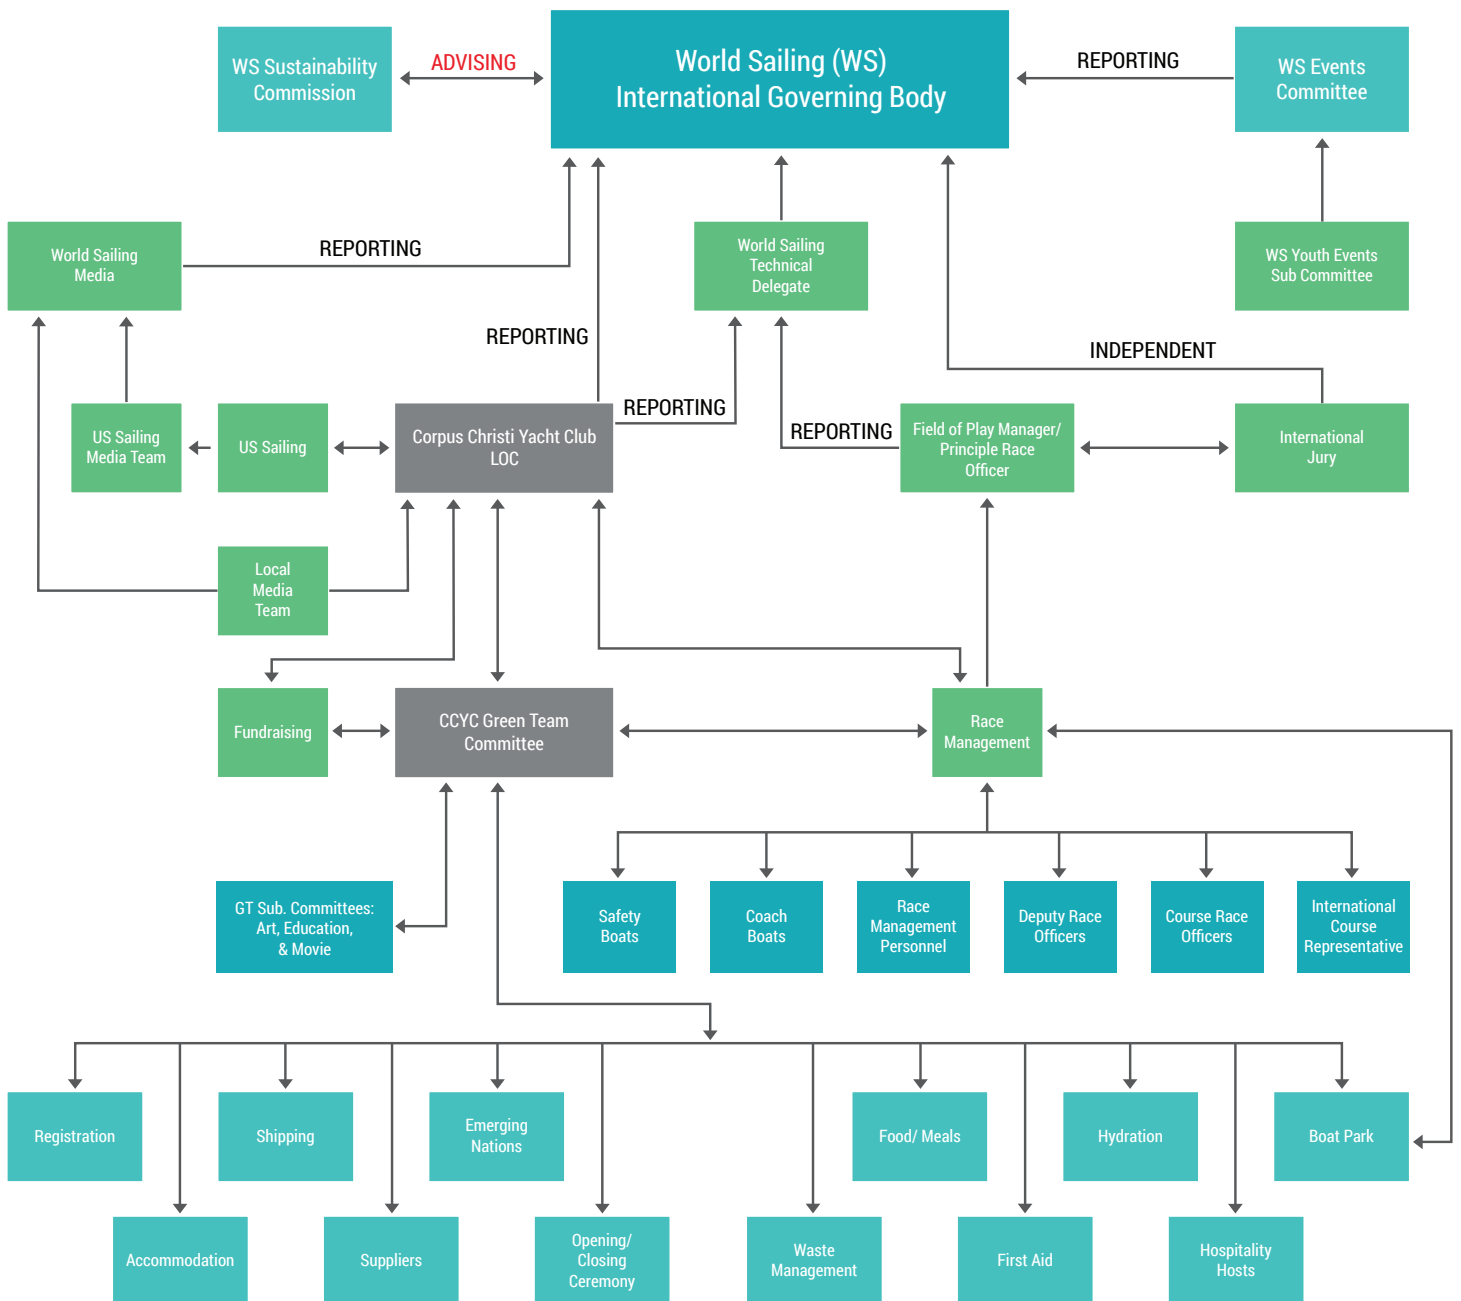 WS Sustainability
Commission
ADVISING
World Sailing (WS)
International Governing Body
REPORTING
WS Events
Committee
World Sailing
Media
REPORTING
World Sailing
Technical
Delegate
WS Youth Events
Sub Committee
REPORTING
INDEPENDENT
US Sailing
Media Team
US Sailing
Corpus Christi Yacht Club
LOC
REPORTING
REPORTING
Field of Play Manager/
Principle Race
Officer
International
Jury
Local
Media
Team
Fundraising
CCYC Green Team
Committee
Race
Management
GT Sub. Committees:
Art, Education,
& Movie
Safety
Boats
Coach
Boats
Race
Management
Personnel
Deputy Race
Officers
Course Race
Officers
International
Course
Representative
Registration
Shipping
Emerging
Nations
Food/ Meals
Hydration
Boat Park
Accommodation
Suppliers
Opening/
Closing
Ceremony
Waste
Management
First Aid
Hospitality
Hosts